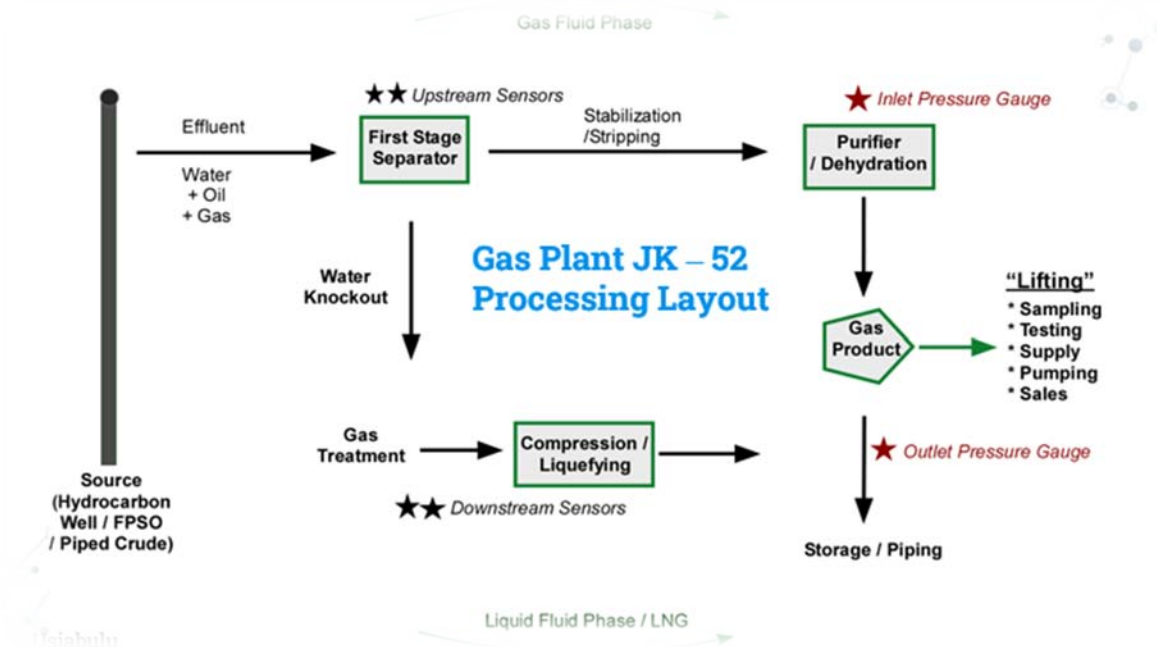 Gas Fluid Phase
★★ Upstream Sensors
★ Inlet Pressure Gauge
Effluent
Water
+ Oil
+ Gas
First Stage
Separator
Stabilization
/Stripping
Purifier
/ Dehydration
Water
Knockout
Gas Plant JK – 52
Processing Layout
Gas
Product
"Lifting"
* Sampling
* Testing
* Supply
* Pumping
* Sales
Gas
Treatment
Compression /
Liquefying
★★ Downstream Sensors
★ Outlet Pressure Gauge
Source
(Hydrocarbon
Well / FPSO
/ Piped Crude)
Storage / Piping
Liquid Fluid Phase / LNG